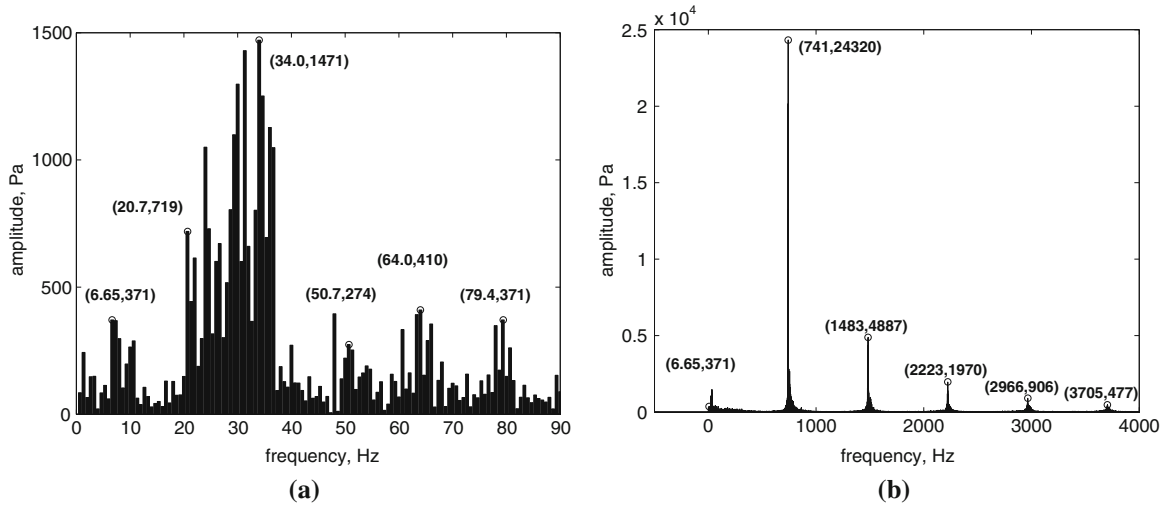 1500
1000
500
0
0 10 20 30 40 50 60 70 80 90
amplitude, Pa
frequency, Hz
(34.0,1471)
(20.7,719)
(64.0,410)
(6.65,371)
(50.7,274)
(79.4,371)
(a)
x 10⁴
2.5
2
1.5
1
0.5
0
0 1000 2000 3000 4000
amplitude, Pa
frequency, Hz
(741,24320)
(1483,4887)
(6.65,371)
(2223,1970)
(2966,906)
(3705,477)
(b)